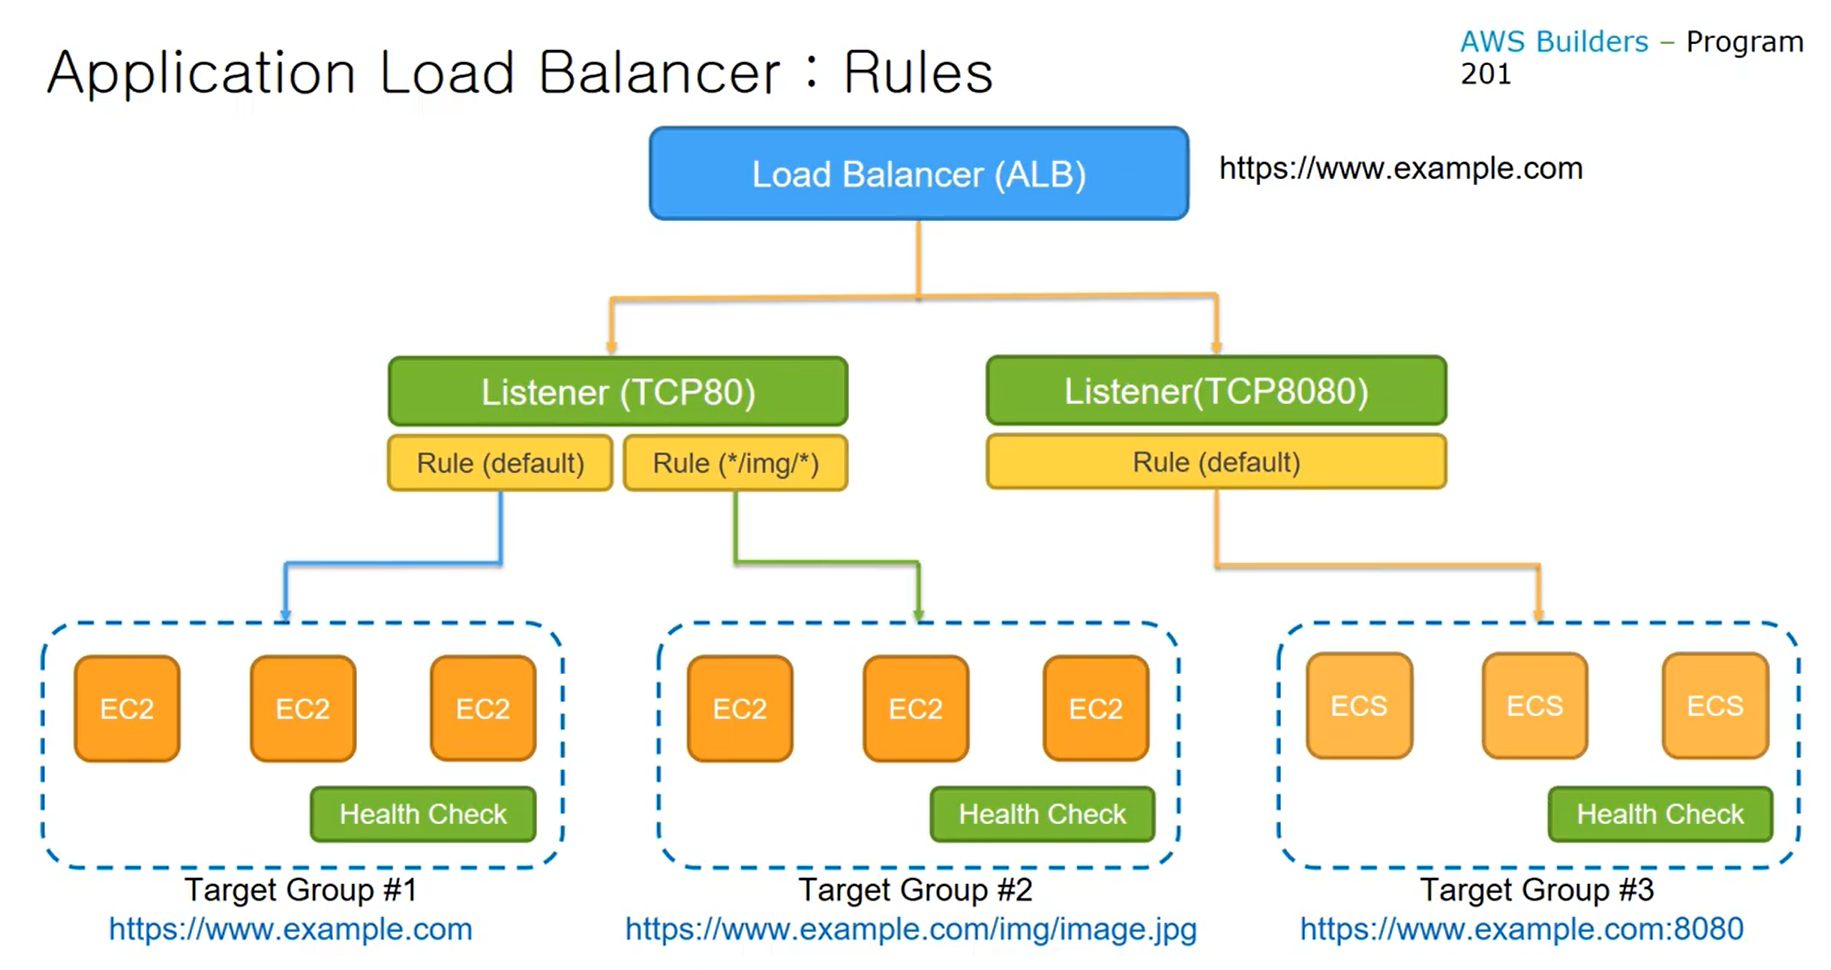 Application Load Balancer : Rules
AWS Builders – Program
201
Load Balancer (ALB)
https://www.example.com
Listener (TCP80)
Listener(TCP8080)
Rule (default)
Rule (*/img/*)
Rule (default)
EC2
EC2
EC2
Health Check
EC2
EC2
EC2
Health Check
ECS
ECS
ECS
Health Check
Target Group #1
https://www.example.com
Target Group #2
https://www.example.com/img/image.jpg
Target Group #3
https://www.example.com:8080